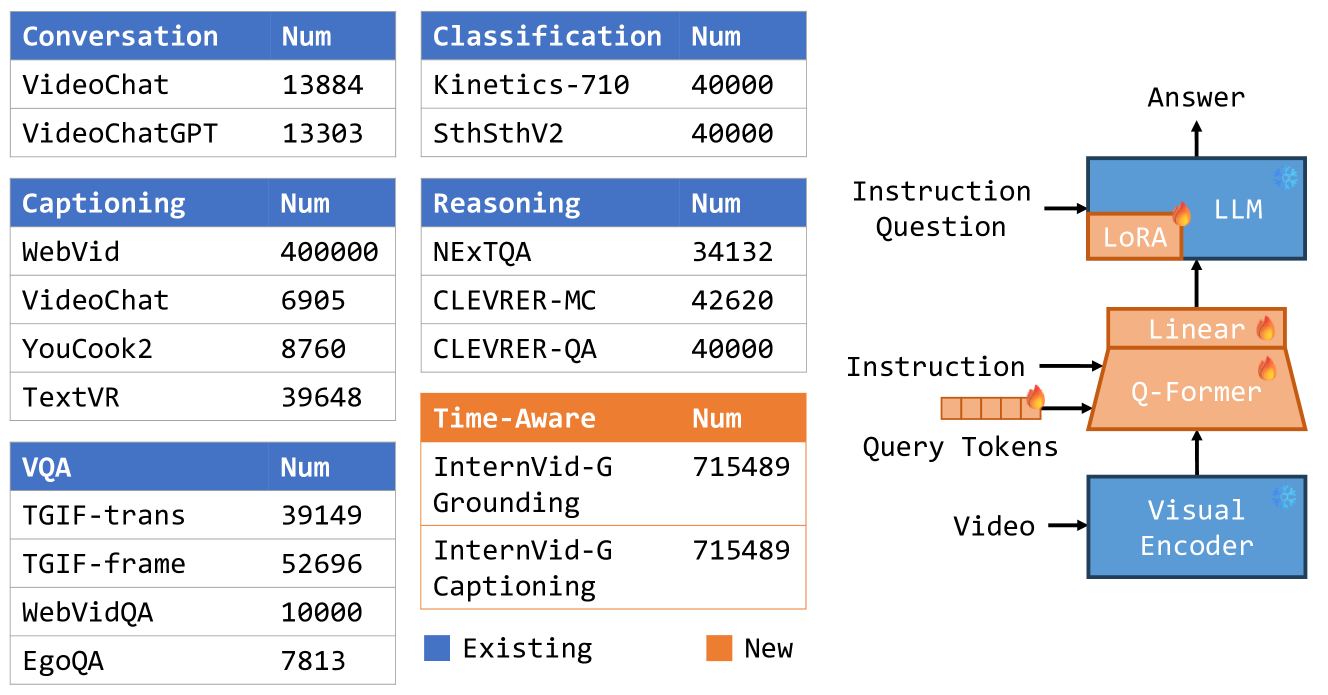 Conversation Num
VideoChat 13884
VideoChatGPT 13303
Captioning Num
WebVid 400000
VideoChat 6905
YouCook2 8760
TextVR 39648
VQA Num
TGIF-trans 39149
TGIF-frame 52696
WebVidQA 10000
EgoQA 7813
Classification Num
Kinetics-710 40000
SthSthV2 40000
Reasoning Num
NExTQA 34132
CLEVRER-MC 42620
CLEVRER-QA 40000
Time-Aware Num
InternVid-G 715489
Grounding
InternVid-G 715489
Captioning
Existing
New
Answer
Instruction
Question
LLM
LoRA
Linear
Instruction
Q-Former
Query Tokens
Video
Visual
Encoder